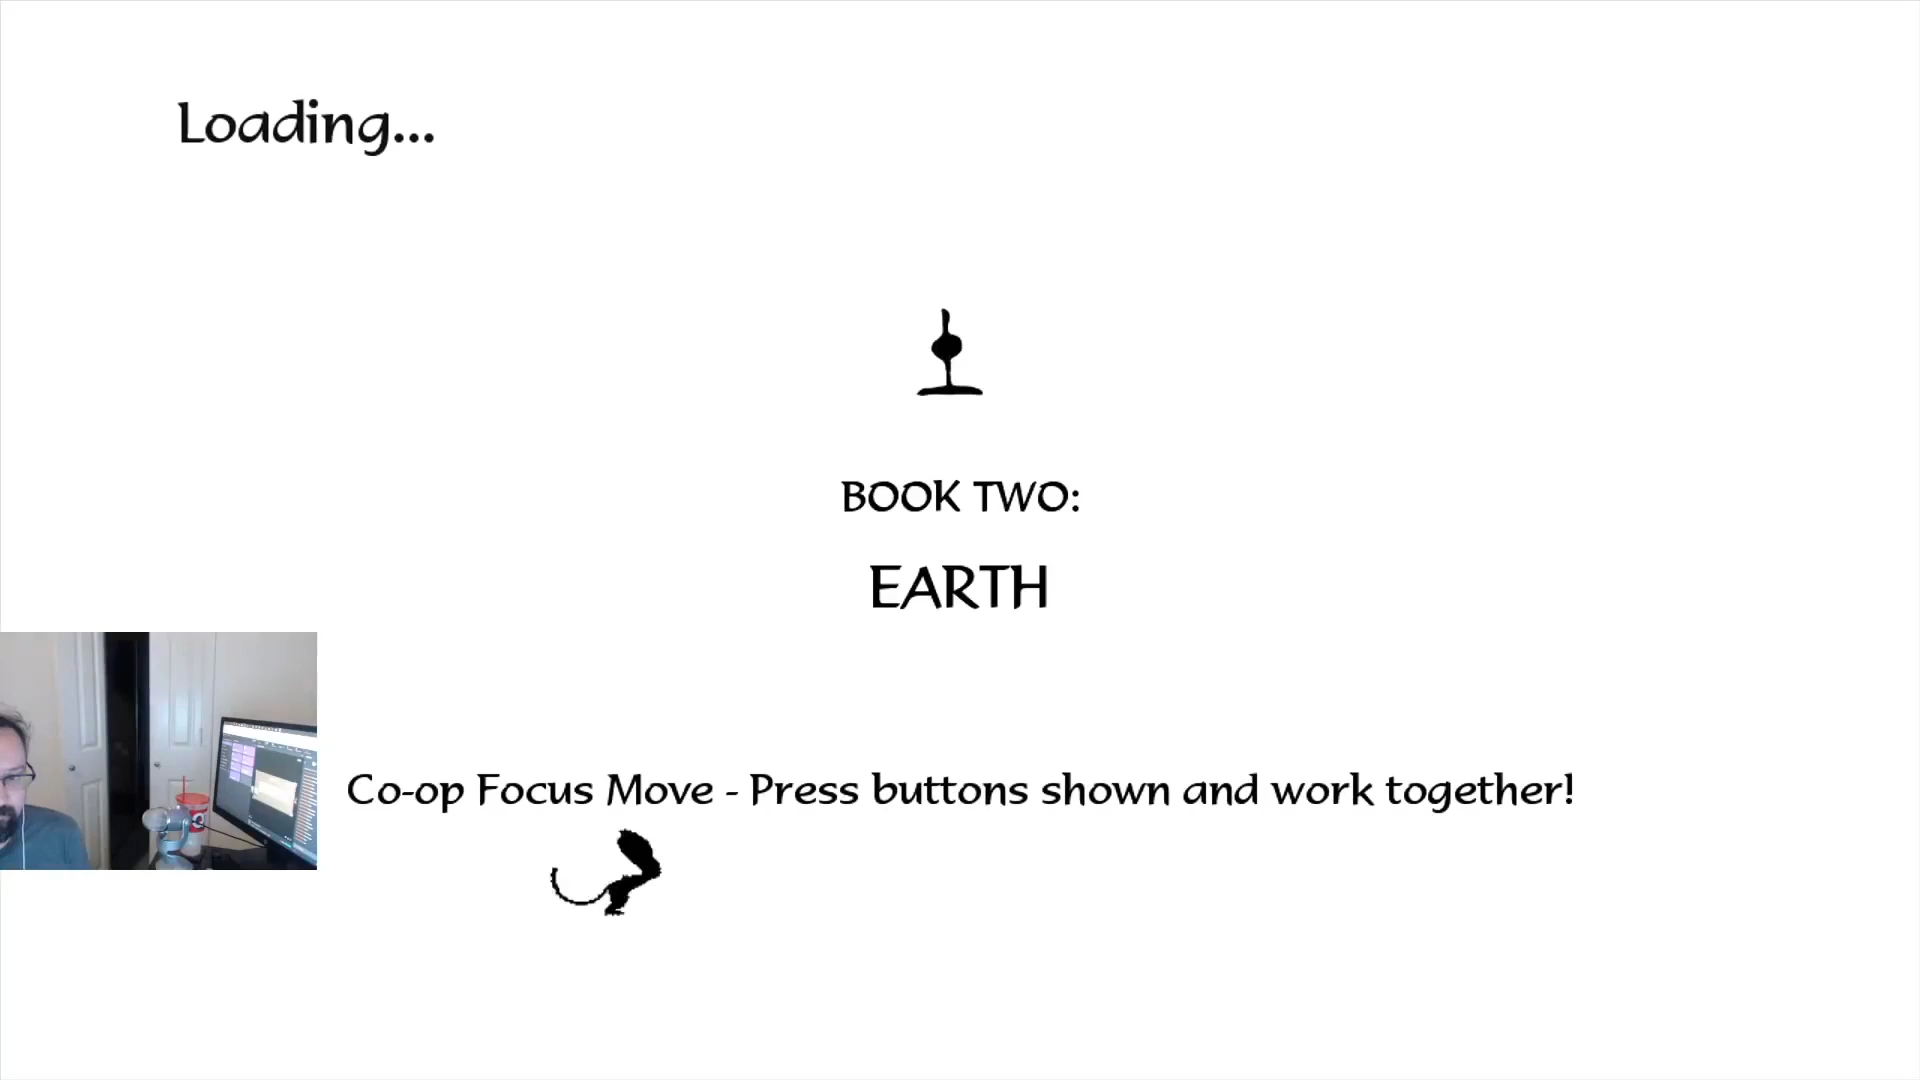 Loading...
BOOK TWO:
EARTH
Co-op Focus Move - Press buttons shown and work together!